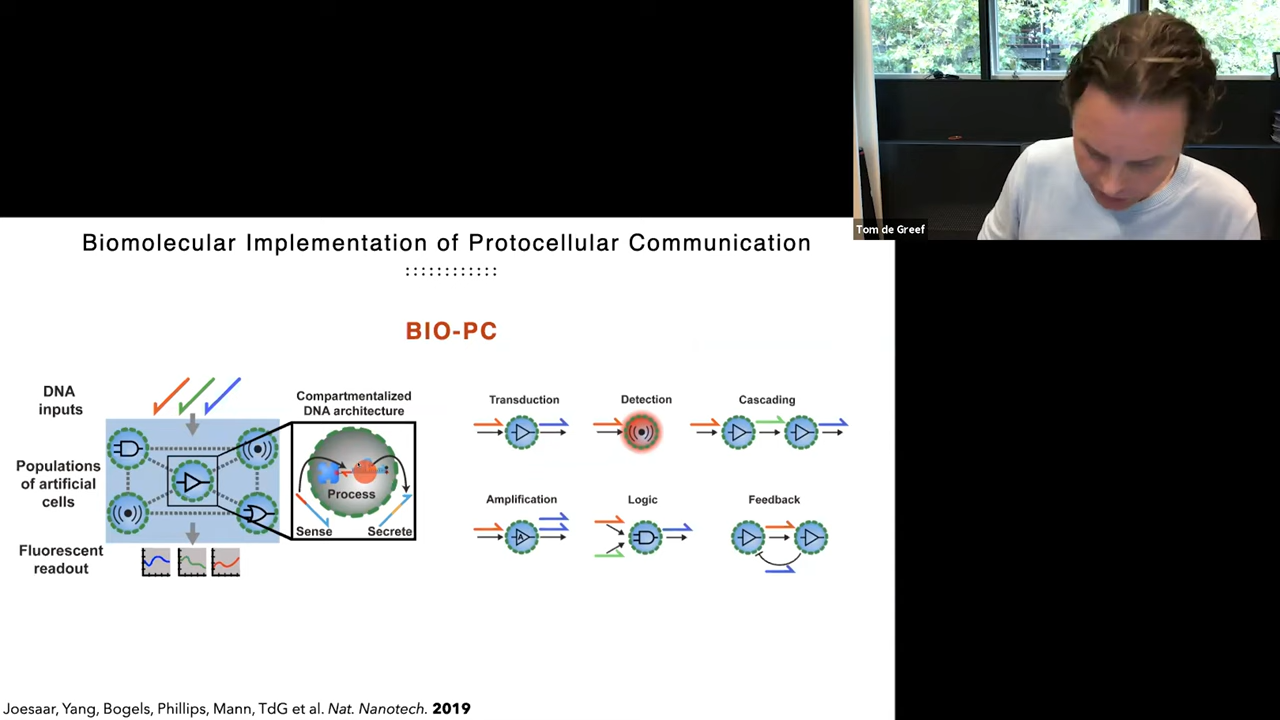 Tom de Greef
Biomolecular Implementation of Protocellular Communication
BIO-PC
DNA
inputs
Populations
of artificial
cells
Fluorescent
readout
Compartmentalized
DNA architecture
Process
Sense
Secrete
Transduction
Detection
Cascading
Amplification
Logic
Feedback
A
Joesaar, Yang, Bogels, Phillips, Mann, TdG et al. Nat. Nanotech. 2019